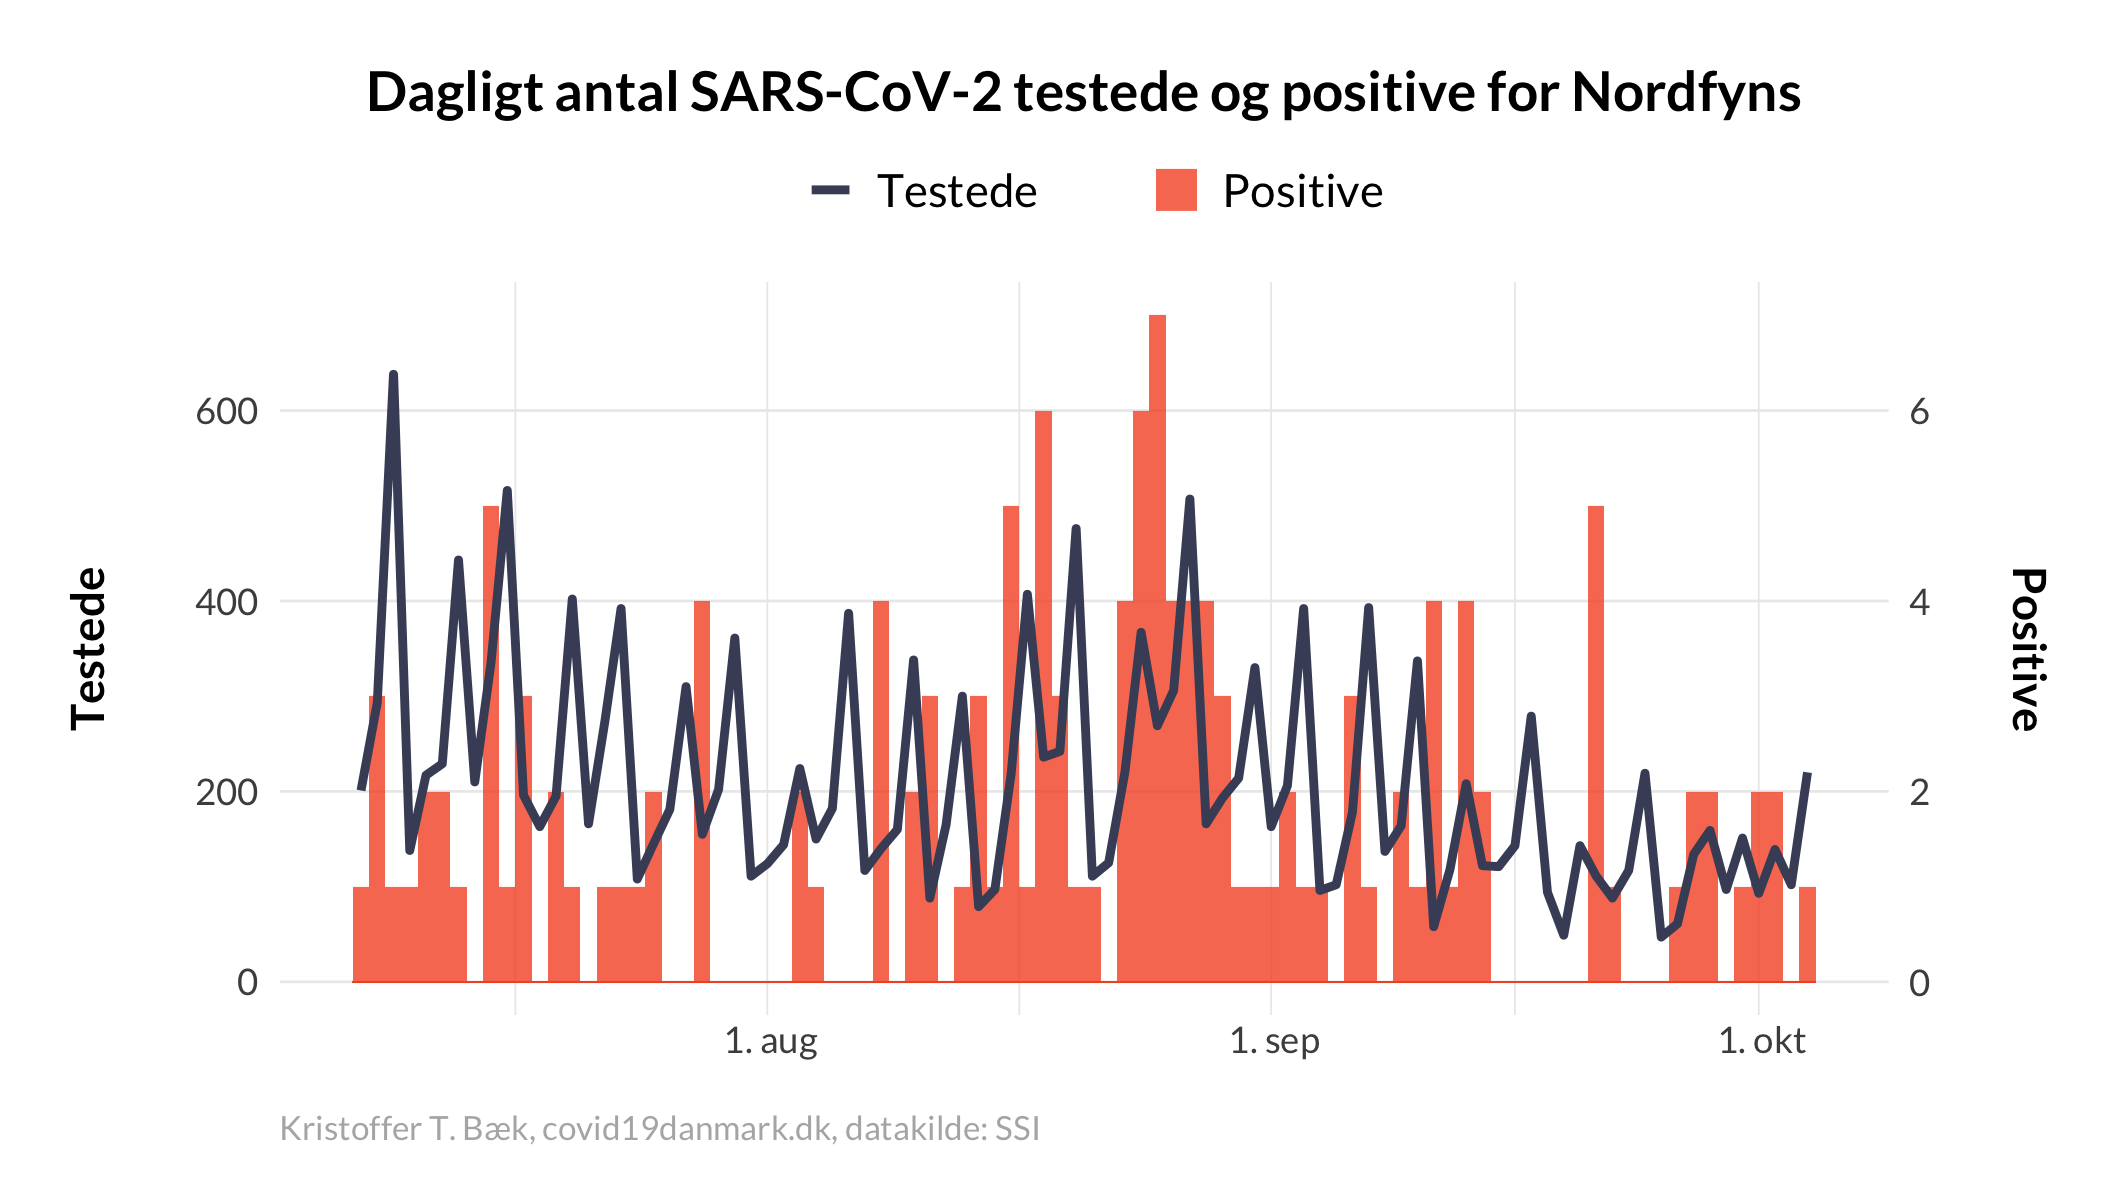 Dagligt antal SARS-CoV-2 testede og positive for Nordfyns
Testede Positive
600
400
200
0
Testede
6
4
2
0
Positive
1. aug 1. sep 1. okt
Kristoffer T. Bæk, covid19danmark.dk, datakilde: SSI